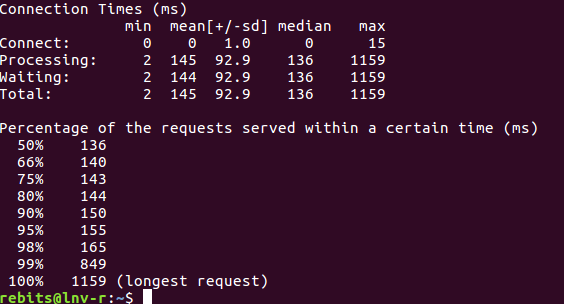 Connection Times (ms)
              min  mean[+/-sd] median   max
Connect:        0    0   1.0      0      15
Processing:     2  145  92.9    136    1159
Waiting:        2  144  92.9    136    1159
Total:          2  145  92.9    136    1159

Percentage of the requests served within a certain time (ms)
  50%    136
  66%    140
  75%    143
  80%    144
  90%    150
  95%    155
  98%    165
  99%    849
 100%   1159 (longest request)
rebits@lnv-r:~$